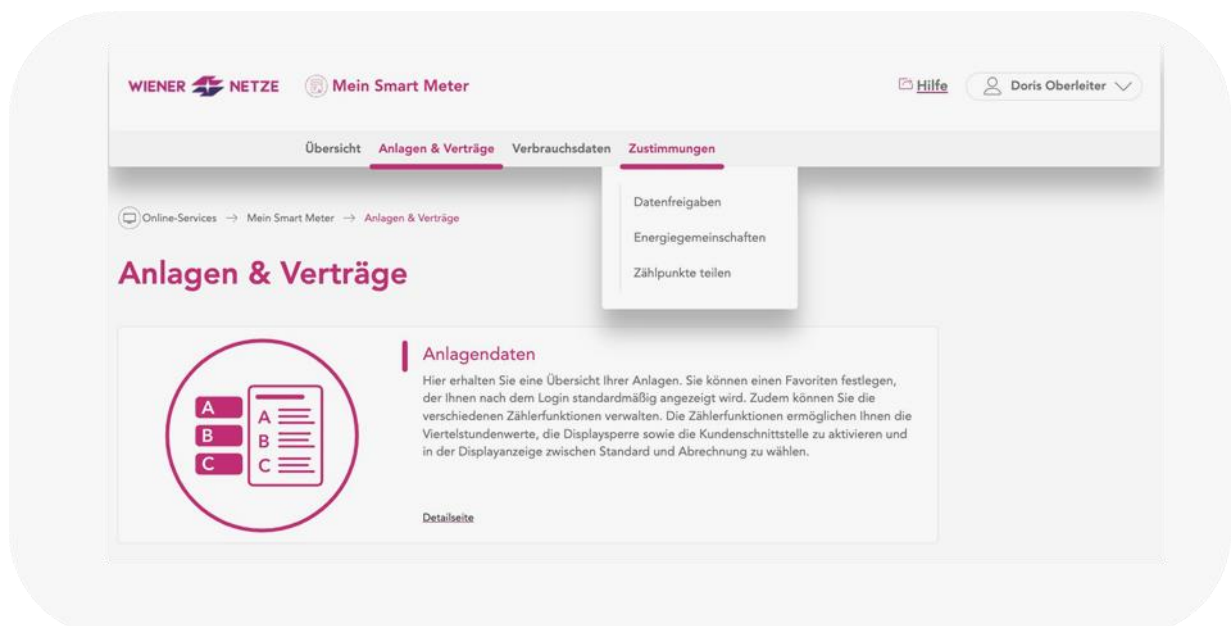 WIENER NETZE Mein Smart Meter Hilfe Doris Oberleiter
Übersicht Anlagen & Verträge Verbrauchsdaten Zustimmungen
Datenfreigaben
Energiegemeinschaften
Zählpunkte teilen
Online-Services → Mein Smart Meter → Anlagen & Verträge
Anlagen & Verträge
A
B
C
A
B
C
Anlagendaten
Hier erhalten Sie eine Übersicht Ihrer Anlagen. Sie können einen Favoriten festlegen,
der Ihnen nach dem Login standardmäßig angezeigt wird. Zudem können Sie die
verschiedenen Zählerfunktionen verwalten. Die Zählerfunktionen ermöglichen Ihnen die
Viertelstundenwerte, die Displaysperre sowie die Kundenschnittstelle zu aktivieren und
in der Displayanzeige zwischen Standard und Abrechnung zu wählen.
Detailseite